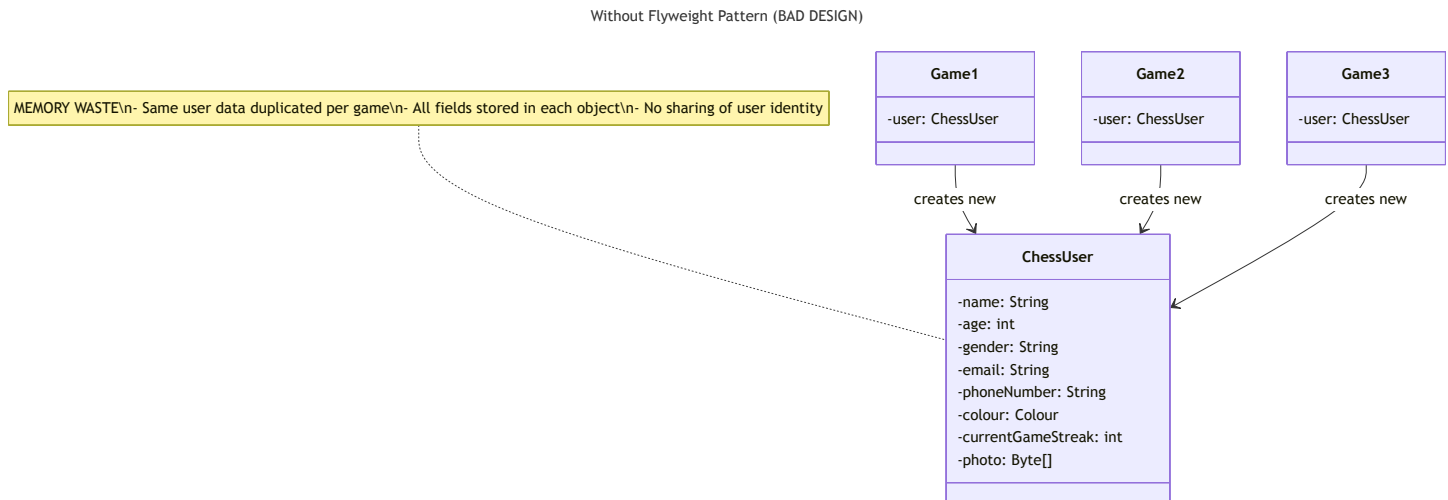 Without Flyweight Pattern (BAD DESIGN)
MEMORY WASTE\n- Same user data duplicated per game\n- All fields stored in each object\n- No sharing of user identity
Game1
-user: ChessUser
Game2
-user: ChessUser
Game3
-user: ChessUser
creates new
creates new
creates new
ChessUser
-name: String
-age: int
-gender: String
-email: String
-phoneNumber: String
-colour: Colour
-currentGameStreak: int
-photo: Byte[]